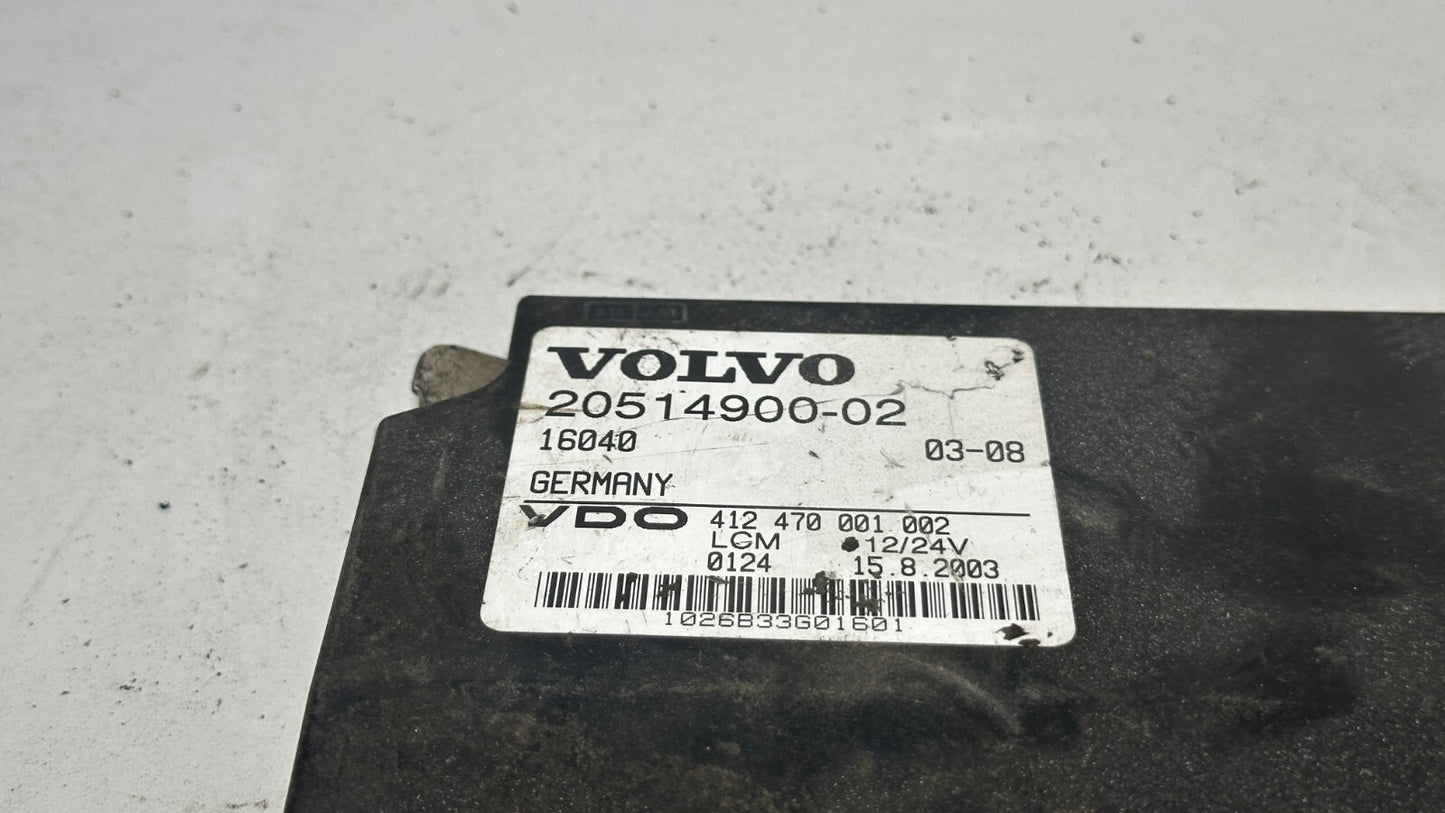 VOLVO
20514900-02
16040 03-08
GERMANY
VDO 412 470 001 002
LCM 12/24V
0124 15.8.2003
1026B33G01601